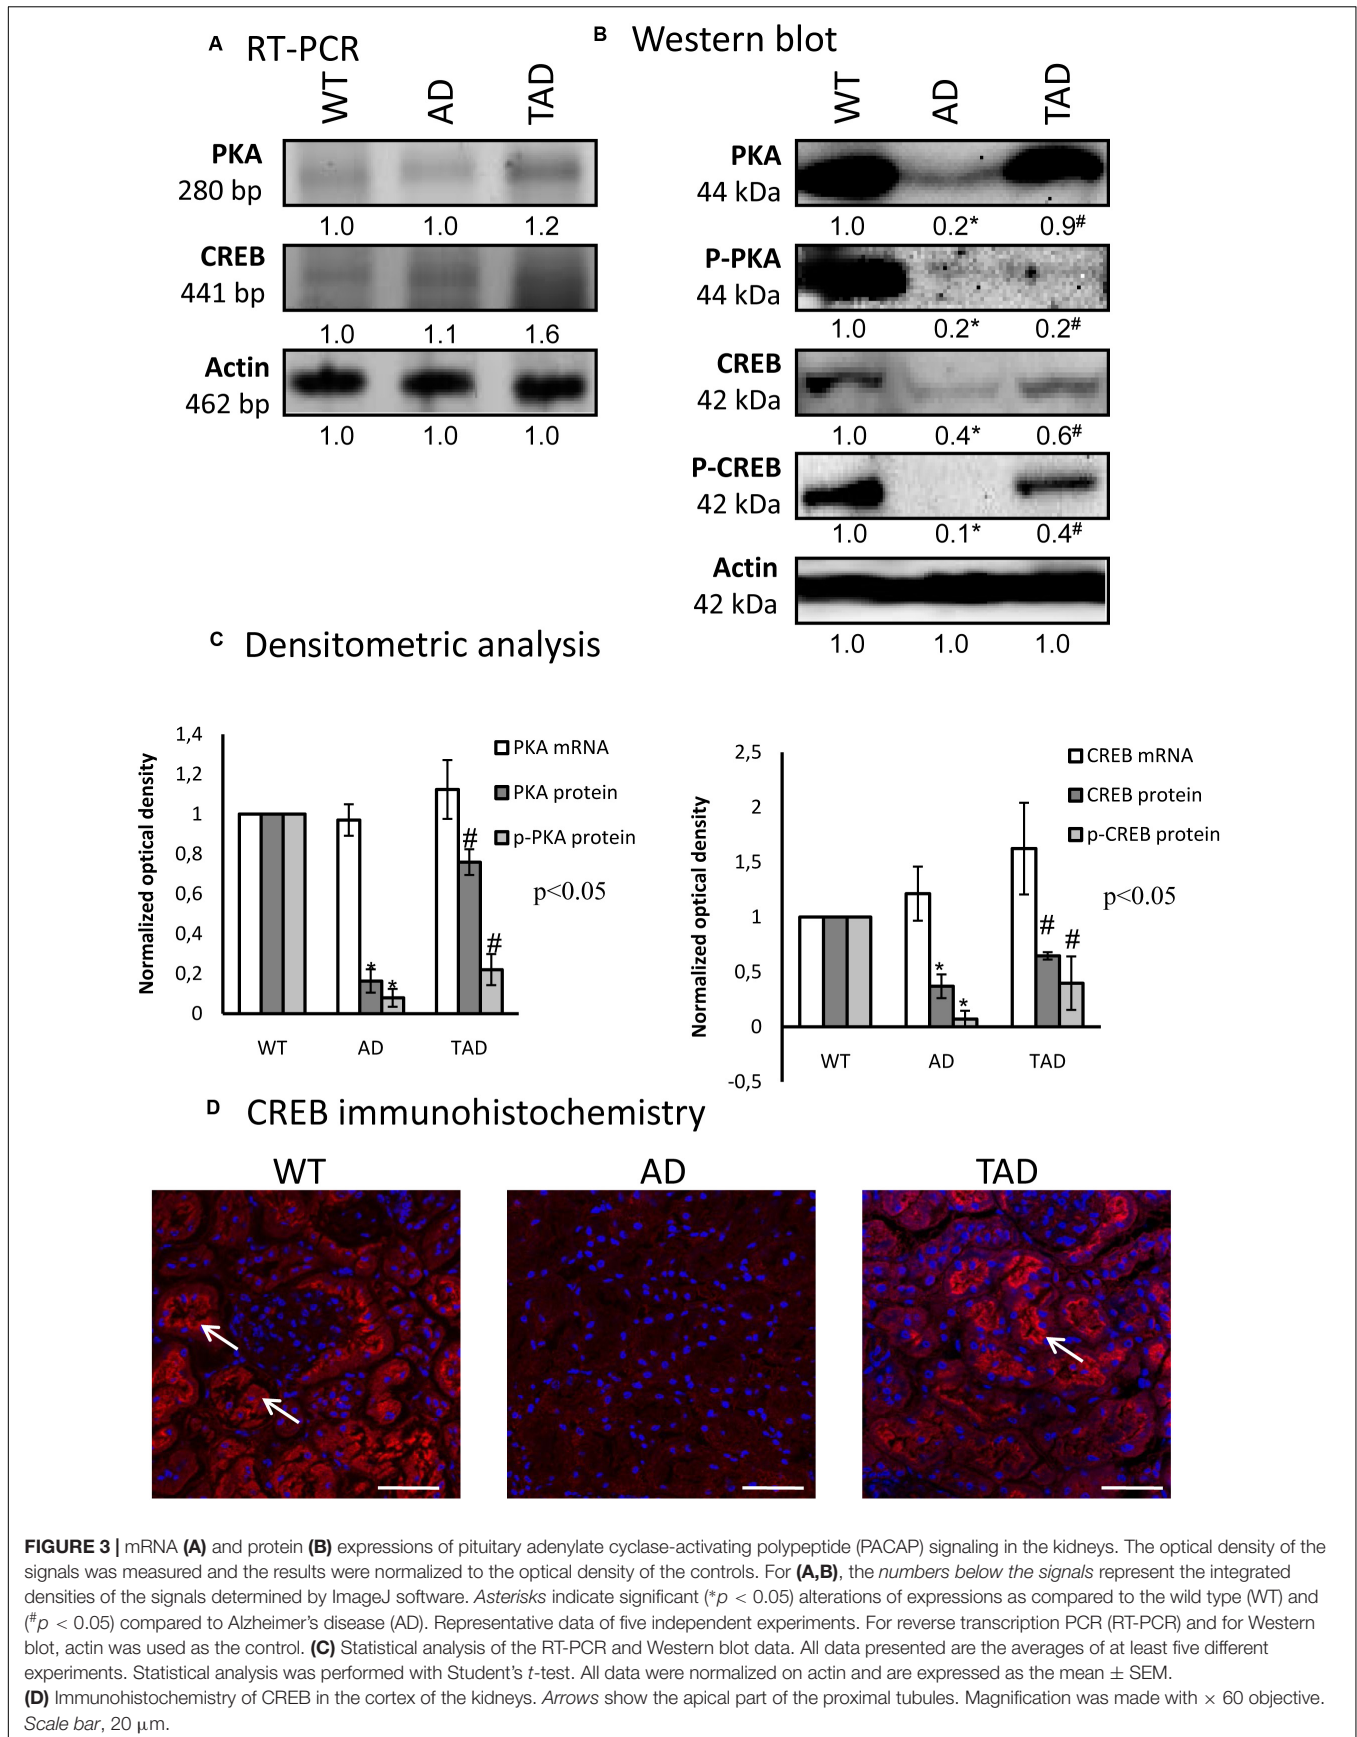 A RT-PCR
WT AD TAD
PKA
280 bp
1.0 1.0 1.2
CREB
441 bp
1.0 1.1 1.6
Actin
462 bp
1.0 1.0 1.0
B Western blot
WT AD TAD
PKA
44 kDa
1.0 0.2* 0.9#
P-PKA
44 kDa
1.0 0.2* 0.2#
CREB
42 kDa
1.0 0.4* 0.6#
P-CREB
42 kDa
1.0 0.1* 0.4#
Actin
42 kDa
1.0 1.0 1.0
C Densitometric analysis
Normalized optical density
1,4
1,2
1
0,8
0,6
0,4
0,2
0
* * # #
WT AD TAD
PKA mRNA
PKA protein
p-PKA protein
p<0.05
Normalized optical density
2,5
2
1,5
1
0,5
0
-0,5
* * # #
WT AD TAD
CREB mRNA
CREB protein
p-CREB protein
p<0.05
D CREB immunohistochemistry
WT AD TAD
FIGURE 3 | mRNA (A) and protein (B) expressions of pituitary adenylate cyclase-activating polypeptide (PACAP) signaling in the kidneys. The optical density of the
signals was measured and the results were normalized to the optical density of the controls. For (A,B), the numbers below the signals represent the integrated
densities of the signals determined by ImageJ software. Asterisks indicate significant (*p < 0.05) alterations of expressions as compared to the wild type (WT) and
(#p < 0.05) compared to Alzheimer's disease (AD). Representative data of five independent experiments. For reverse transcription PCR (RT-PCR) and for Western
blot, actin was used as the control. (C) Statistical analysis of the RT-PCR and Western blot data. All data presented are the averages of at least five different
experiments. Statistical analysis was performed with Student's t-test. All data were normalized on actin and are expressed as the mean ± SEM.
(D) Immunohistochemistry of CREB in the cortex of the kidneys. Arrows show the apical part of the proximal tubules. Magnification was made with × 60 objective.
Scale bar, 20 μm.